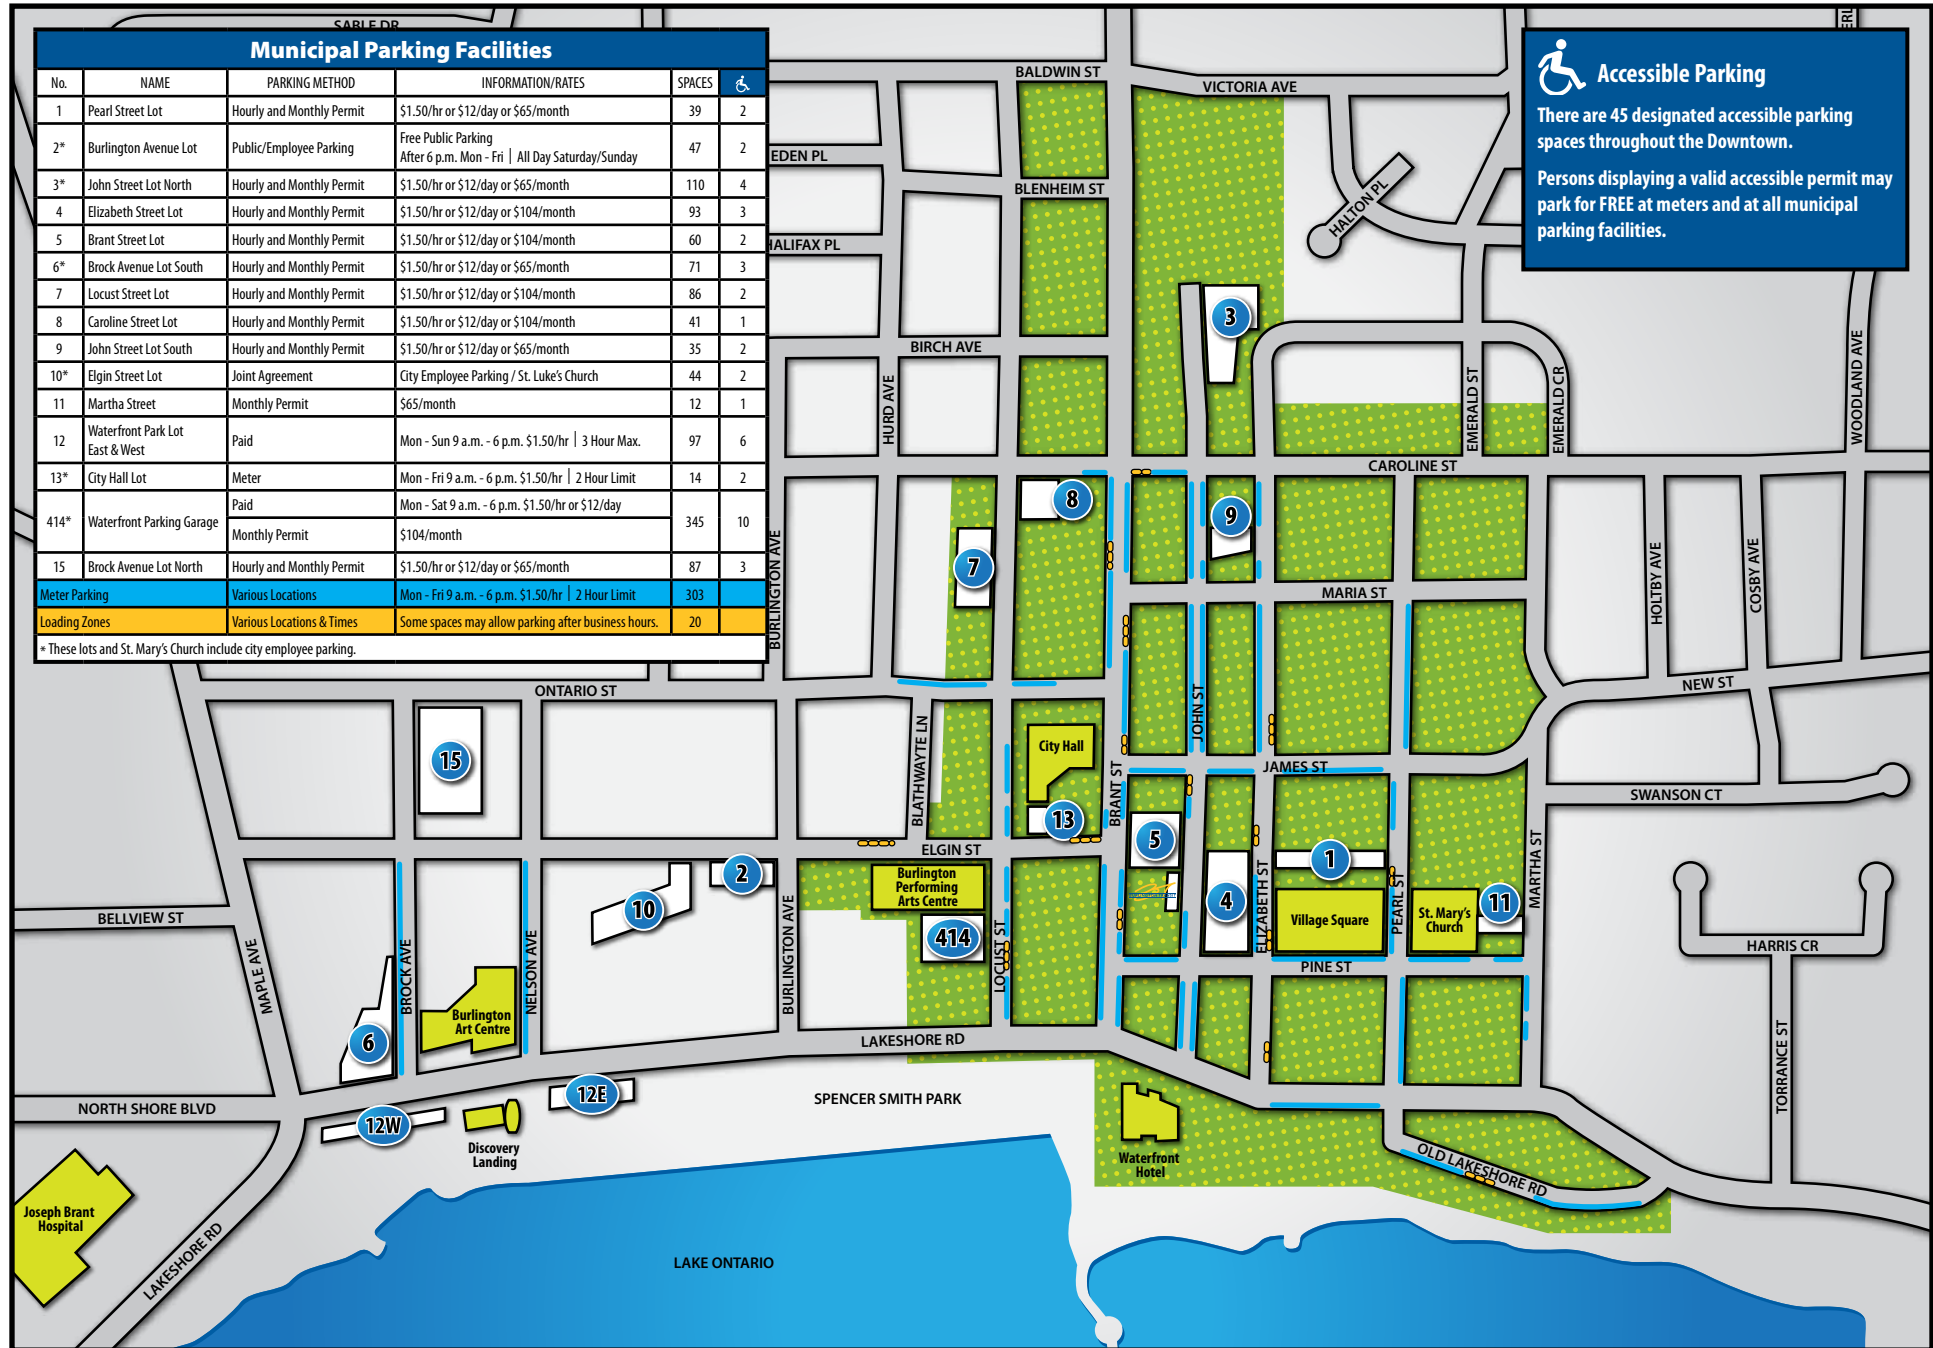 SABLE DR
Municipal Parking Facilities
No. NAME PARKING METHOD INFORMATION/RATES SPACES
1 Pearl Street Lot Hourly and Monthly Permit $1.50/hr or $12/day or $65/month 39 2
2* Burlington Avenue Lot Public/Employee Parking Free Public Parking
After 6 p.m. Mon - Fri | All Day Saturday/Sunday 47 2
3* John Street Lot North Hourly and Monthly Permit $1.50/hr or $12/day or $65/month 110 4
4 Elizabeth Street Lot Hourly and Monthly Permit $1.50/hr or $12/day or $104/month 93 3
5 Brant Street Lot Hourly and Monthly Permit $1.50/hr or $12/day or $104/month 60 2
6* Brock Avenue Lot South Hourly and Monthly Permit $1.50/hr or $12/day or $65/month 71 3
7 Locust Street Lot Hourly and Monthly Permit $1.50/hr or $12/day or $104/month 86 2
8 Caroline Street Lot Hourly and Monthly Permit $1.50/hr or $12/day or $104/month 41 1
9 John Street Lot South Hourly and Monthly Permit $1.50/hr or $12/day or $65/month 35 2
10* Elgin Street Lot Joint Agreement City Employee Parking / St. Luke's Church 44 2
11 Martha Street Monthly Permit $65/month 12 1
12 Waterfront Park Lot
East & West Paid Mon - Sun 9 a.m. - 6 p.m. $1.50/hr | 3 Hour Max. 97 6
13* City Hall Lot Meter Mon - Fri 9 a.m. - 6 p.m. $1.50/hr | 2 Hour Limit 14 2
414* Waterfront Parking Garage Paid Mon - Sat 9 a.m. - 6 p.m. $1.50/hr or $12/day 345 10
Monthly Permit $104/month
15 Brock Avenue Lot North Hourly and Monthly Permit $1.50/hr or $12/day or $65/month 87 3
Meter Parking Various Locations Mon - Fri 9 a.m. - 6 p.m. $1.50/hr | 2 Hour Limit 303
Loading Zones Various Locations & Times Some spaces may allow parking after business hours. 20
* These lots and St. Mary's Church include city employee parking.
Accessible Parking
There are 45 designated accessible parking
spaces throughout the Downtown.
Persons displaying a valid accessible permit may
park for FREE at meters and at all municipal
parking facilities.
BALDWIN ST
VICTORIA AVE
EDEN PL
BLENHEIM ST
HALTON PL
HALIFAX PL
3
BIRCH AVE
HURD AVE
EMERALD ST
EMERALD CR
WOODLAND AVE
CAROLINE ST
8
9
7
BURLINGTON AVE
MARIA ST
HOLTBY AVE
COSBY AVE
ONTARIO ST
NEW ST
JOHN ST
BLATHWAYTE LN
City Hall
15
JAMES ST
BRANT ST
SWANSON CT
13
5
ELGIN ST
1
MARTHA ST
2
Burlington
Performing
Arts Centre
4
ELIZABETH ST
PEARL ST
11
10
Village Square
St. Mary's
Church
BELLVIEW ST
414
HARRIS CR
MAPLE AVE
BROCK AVE
NELSON AVE
BURLINGTON AVE
LOCUST ST
PINE ST
Burlington
Art Centre
6
LAKESHORE RD
TORRANCE ST
12E
SPENCER SMITH PARK
NORTH SHORE BLVD
12W
Discovery
Landing
Waterfront
Hotel
OLD LAKESHORE RD
Joseph Brant
Hospital
LAKESHORE RD
LAKE ONTARIO